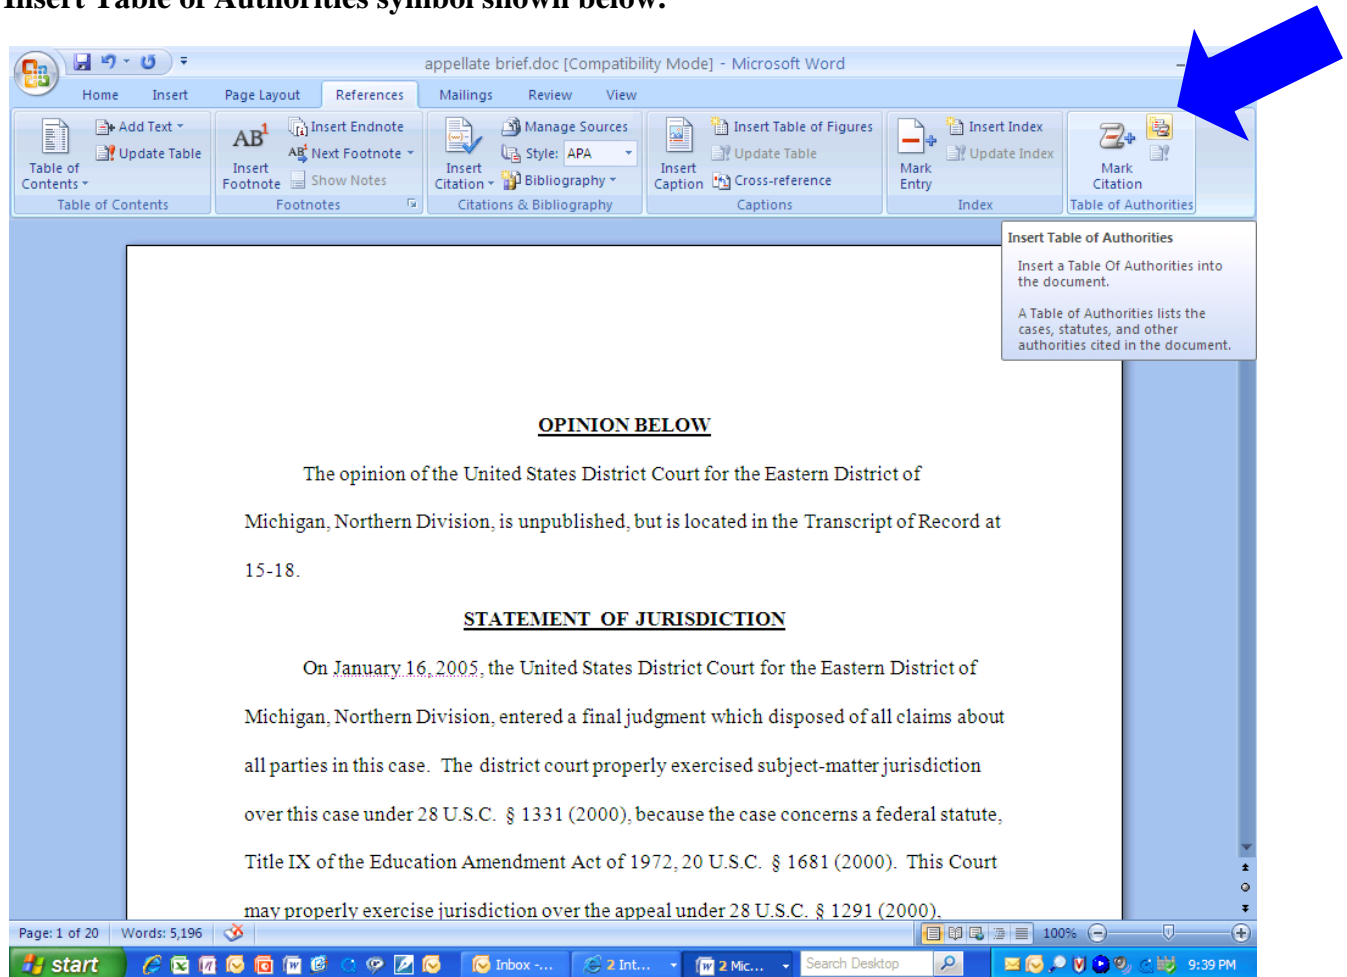 Insert Table of Authorities symbol shown below.
appellate brief.doc [Compatibility Mode] - Microsoft Word
Home Insert Page Layout References Mailings Review View
Add Text
Update Table
Table of
Contents
Table of Contents
AB1
Insert
Footnote
Insert Endnote
AB1 Next Footnote
Show Notes
Footnotes
Insert
Citation
Manage Sources
Style: APA
Bibliography
Citations & Bibliography
Insert
Caption
Insert Table of Figures
Update Table
Cross-reference
Captions
Mark
Entry
Insert Index
Update Index
Index
Mark
Citation
Table of Authorities
Insert Table of Authorities
Insert a Table Of Authorities into
the document.
A Table of Authorities lists the
cases, statutes, and other
authorities cited in the document.
OPINION BELOW
The opinion of the United States District Court for the Eastern District of
Michigan, Northern Division, is unpublished, but is located in the Transcript of Record at
15-18.
STATEMENT OF JURISDICTION
On January 16, 2005, the United States District Court for the Eastern District of
Michigan, Northern Division, entered a final judgment which disposed of all claims about
all parties in this case. The district court properly exercised subject-matter jurisdiction
over this case under 28 U.S.C. § 1331 (2000), because the case concerns a federal statute,
Title IX of the Education Amendment Act of 1972, 20 U.S.C. § 1681 (2000). This Court
may properly exercise jurisdiction over the appeal under 28 U.S.C. § 1291 (2000),
Page: 1 of 20 Words: 5,196 100%
start Inbox -... 2 Int... 2 Mic... Search Desktop 9:39 PM